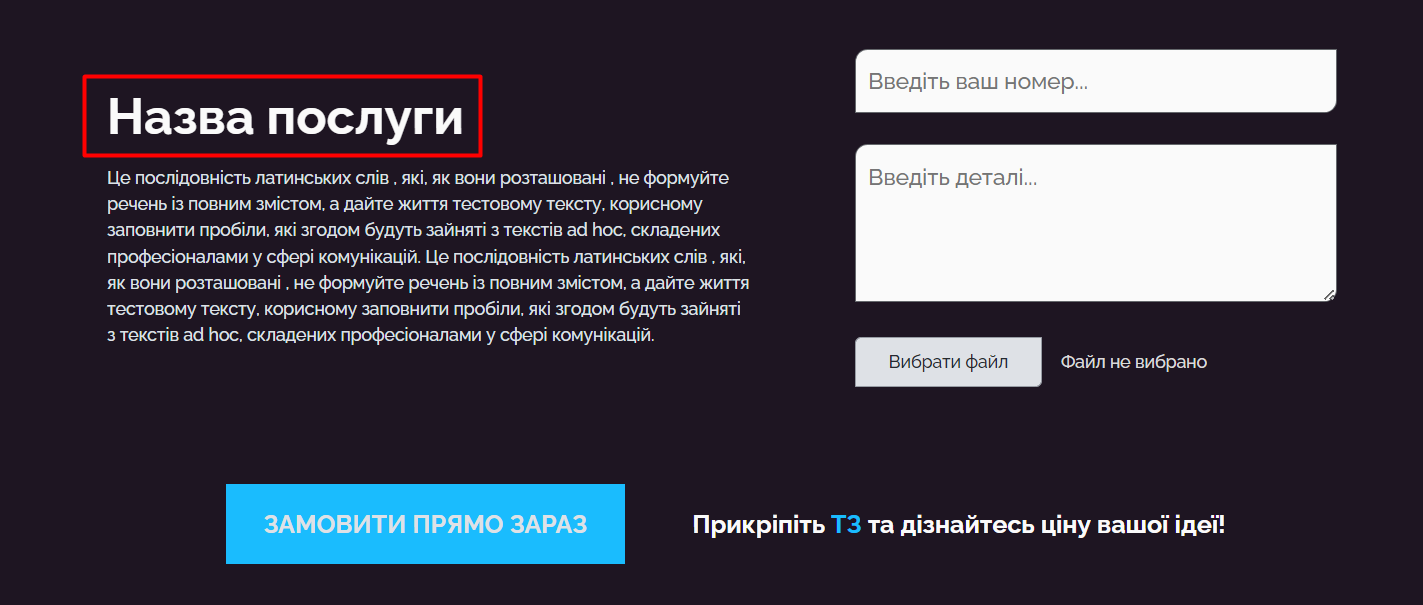 Назва послуги
Це послідовність латинських слів , які, як вони розташовані , не формуйте
речень із повним змістом, а дайте життя тестовому тексту, корисному
заповнити пробіли, які згодом будуть зайняті з текстів ad hoc, складених
професіоналами у сфері комунікацій. Це послідовність латинських слів , які,
як вони розташовані , не формуйте речень із повним змістом, а дайте життя
тестовому тексту, корисному заповнити пробіли, які згодом будуть зайняті
з текстів ad hoc, складених професіоналами у сфері комунікацій.
Введіть ваш номер...
Введіть деталі...
Вибрати файл Файл не вибрано
ЗАМОВИТИ ПРЯМО ЗАРАЗ
Прикріпіть ТЗ та дізнайтесь ціну вашої ідеї!